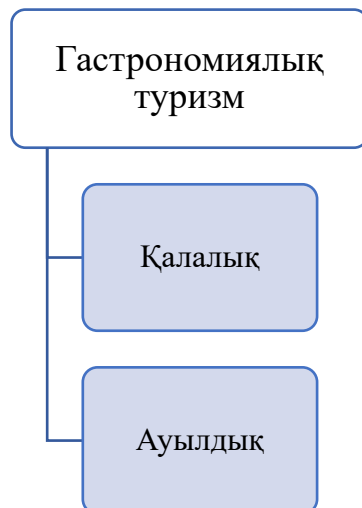 Гастрономиялық
туризм
Қалалық
Ауылдық